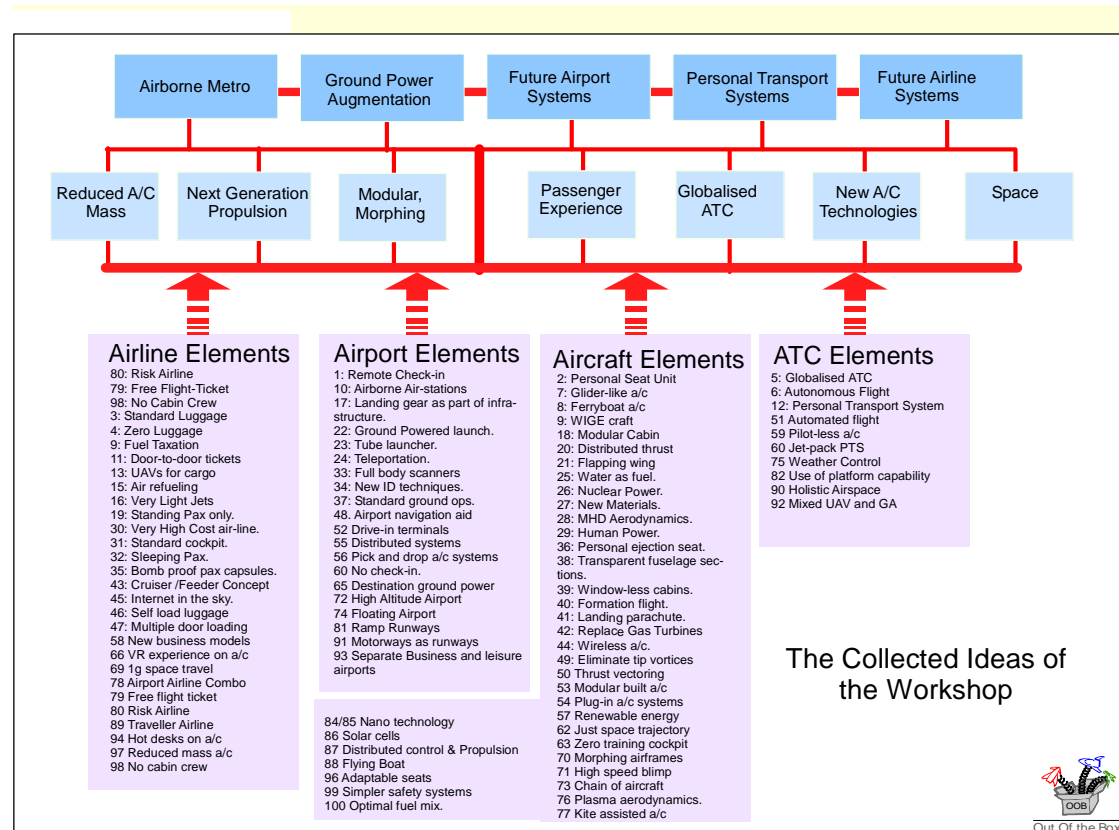 Airborne Metro
Ground Power
Augmentation
Future Airport
Systems
Personal Transport
Systems
Future Airline
Systems
Reduced A/C
Mass
Next Generation
Propulsion
Modular,
Morphing
Passenger
Experience
Globalised
ATC
New A/C
Technologies
Space
Airline Elements
80: Risk Airline
79: Free Flight-Ticket
98: No Cabin Crew
3: Standard Luggage
4: Zero Luggage
9: Fuel Taxation
11: Door-to-door tickets
13: UAVs for cargo
15: Air refueling
16: Very Light Jets
19: Standing Pax only.
30: Very High Cost air-line.
31: Standard cockpit.
32: Sleeping Pax.
35: Bomb proof pax capsules.
43: Cruiser /Feeder Concept
45: Internet in the sky.
46: Self load luggage
47: Multiple door loading
58 New business models
66 VR experience on a/c
69 1g space travel
78 Airport Airline Combo
79 Free flight ticket
80 Risk Airline
89 Traveller Airline
94 Hot desks on a/c
97 Reduced mass a/c
98 No cabin crew
Airport Elements
1: Remote Check-in
10: Airborne Air-stations
17: Landing gear as part of infra-
structure.
22: Ground Powered launch.
23: Tube launcher.
24: Teleportation.
33: Full body scanners
34: New ID techniques.
37: Standard ground ops.
48. Airport navigation aid
52 Drive-in terminals
55 Distributed systems
56 Pick and drop a/c systems
60 No check-in.
65 Destination ground power
72 High Altitude Airport
74 Floating Airport
81 Ramp Runways
91 Motorways as runways
93 Separate Business and leisure
airports
84/85 Nano technology
86 Solar cells
87 Distributed control & Propulsion
88 Flying Boat
96 Adaptable seats
99 Simpler safety systems
100 Optimal fuel mix.
Aircraft Elements
2: Personal Seat Unit
7: Glider-like a/c
8: Ferryboat a/c
9: WIGE craft
18: Modular Cabin
20: Distributed thrust
21: Flapping wing
25: Water as fuel.
26: Nuclear Power.
27: New Materials.
28: MHD Aerodynamics.
29: Human Power.
36: Personal ejection seat.
38: Transparent fuselage sec-
tions.
39: Window-less cabins.
40: Formation flight.
41: Landing parachute.
42: Replace Gas Turbines
44: Wireless a/c.
49: Eliminate tip vortices
50 Thrust vectoring
53 Modular built a/c
54 Plug-in a/c systems
57 Renewable energy
62 Just space trajectory
63 Zero training cockpit
70 Morphing airframes
71 High speed blimp
73 Chain of aircraft
76 Plasma aerodynamics.
77 Kite assisted a/c
ATC Elements
5: Globalised ATC
6: Autonomous Flight
12: Personal Transport System
51 Automated flight
59 Pilot-less a/c
60 Jet-pack PTS
75 Weather Control
82 Use of platform capability
90 Holistic Airspace
92 Mixed UAV and GA
The Collected Ideas of
the Workshop
OOB
Out Of the Box